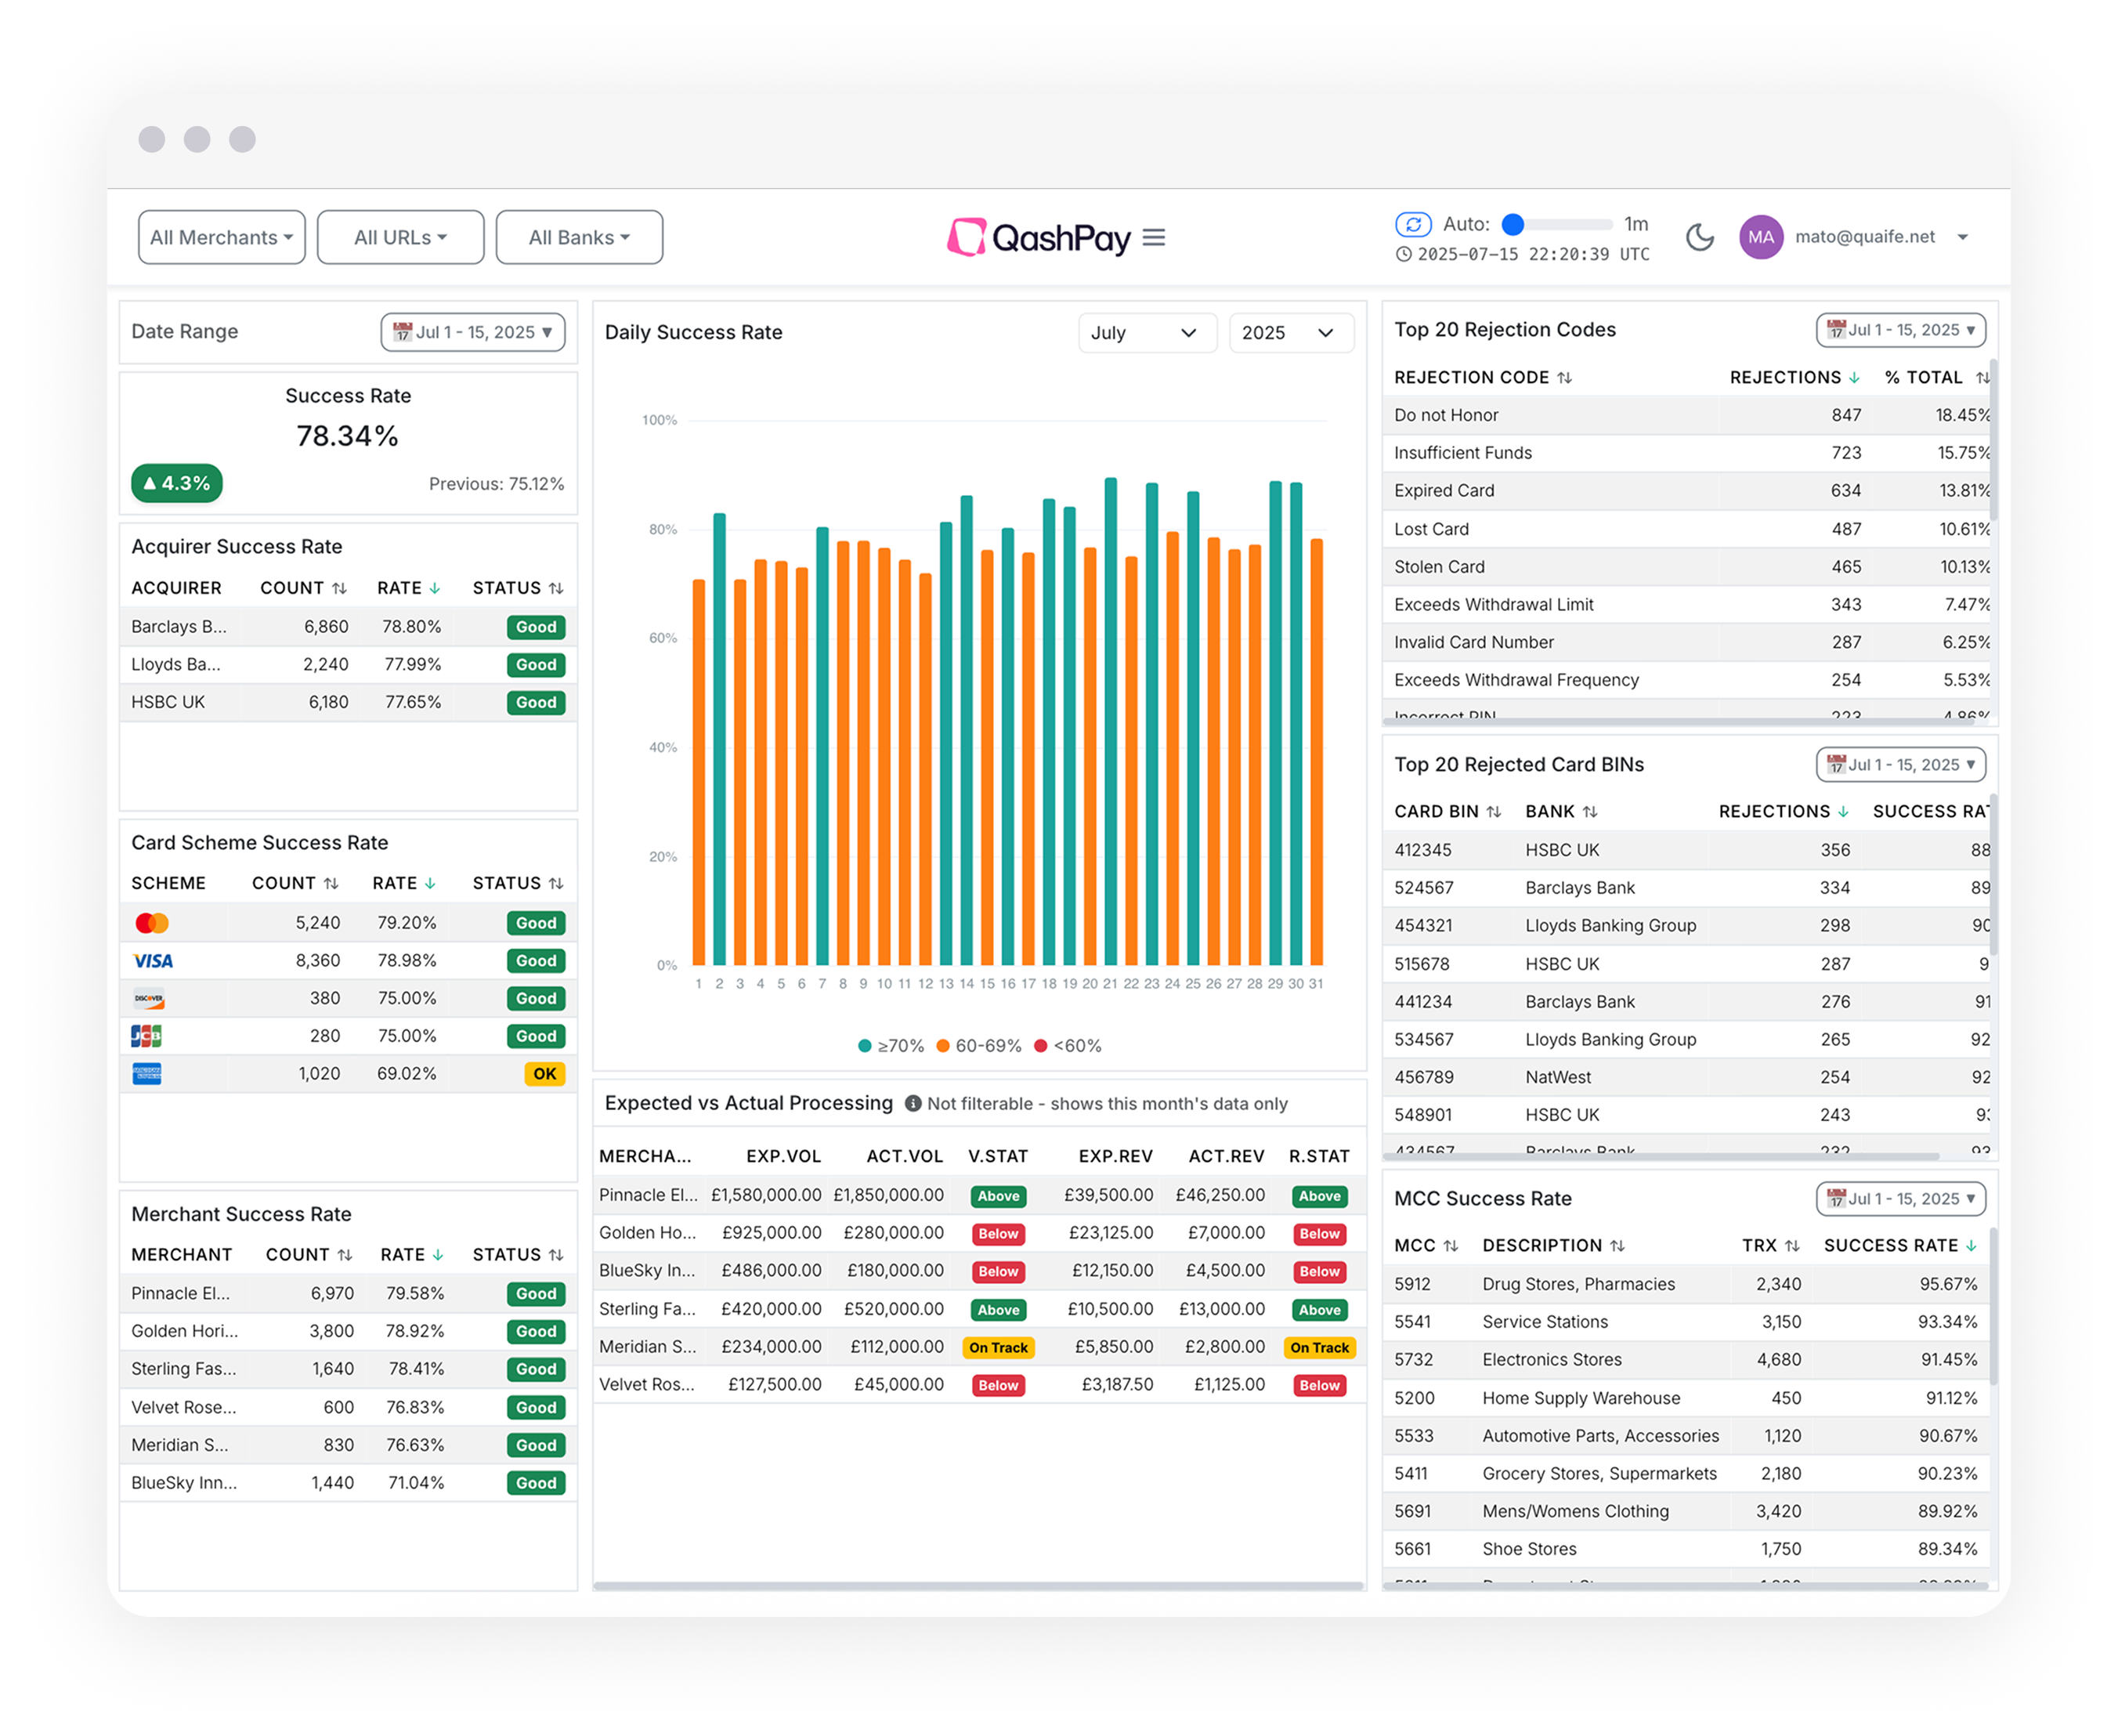 All Merchants
All URLs
All Banks
QashPay
Auto: 1m
2025-07-15 22:20:39 UTC
MA
mato@quaife.net
Date Range
17 Jul 1 - 15, 2025 ▼
Success Rate
78.34%
▲ 4.3%
Previous: 75.12%
Acquirer Success Rate
ACQUIRER COUNT RATE STATUS
Barclays B... 6,860 78.80% Good
Lloyds Ba... 2,240 77.99% Good
HSBC UK 6,180 77.65% Good
Card Scheme Success Rate
SCHEME COUNT RATE STATUS
5,240 79.20% Good
VISA 8,360 78.98% Good
DISCOVER 380 75.00% Good
JCB 280 75.00% Good
1,020 69.02% OK
Merchant Success Rate
MERCHANT COUNT RATE STATUS
Pinnacle El... 6,970 79.58% Good
Golden Hori... 3,800 78.92% Good
Sterling Fas... 1,640 78.41% Good
Velvet Rose... 600 76.83% Good
Meridian S... 830 76.63% Good
BlueSky Inn... 1,440 71.04% Good
Daily Success Rate
July
2025
100%
80%
60%
40%
20%
0%
1 2 3 4 5 6 7 8 9 10 11 12 13 14 15 16 17 18 19 20 21 22 23 24 25 26 27 28 29 30 31
≥70% 60-69% <60%
Expected vs Actual Processing Not filterable - shows this month's data only
MERCHA... EXP.VOL ACT.VOL V.STAT EXP.REV ACT.REV R.STAT
Pinnacle El... £1,580,000.00 £1,850,000.00 Above £39,500.00 £46,250.00 Above
Golden Ho... £925,000.00 £280,000.00 Below £23,125.00 £7,000.00 Below
BlueSky In... £486,000.00 £180,000.00 Below £12,150.00 £4,500.00 Below
Sterling Fa... £420,000.00 £520,000.00 Above £10,500.00 £13,000.00 Above
Meridian S... £234,000.00 £112,000.00 On Track £5,850.00 £2,800.00 On Track
Velvet Ros... £127,500.00 £45,000.00 Below £3,187.50 £1,125.00 Below
Top 20 Rejection Codes
17 Jul 1 - 15, 2025 ▼
REJECTION CODE REJECTIONS % TOTAL
Do not Honor 847 18.45%
Insufficient Funds 723 15.75%
Expired Card 634 13.81%
Lost Card 487 10.61%
Stolen Card 465 10.13%
Exceeds Withdrawal Limit 343 7.47%
Invalid Card Number 287 6.25%
Exceeds Withdrawal Frequency 254 5.53%
Incorrect PIN 223 4.86%
Top 20 Rejected Card BINs
17 Jul 1 - 15, 2025 ▼
CARD BIN BANK REJECTIONS SUCCESS RAT
412345 HSBC UK 356 88
524567 Barclays Bank 334 89
454321 Lloyds Banking Group 298 90
515678 HSBC UK 287 9
441234 Barclays Bank 276 91
534567 Lloyds Banking Group 265 92
456789 NatWest 254 92
548901 HSBC UK 243 93
434567 Barclays Bank 232 93
MCC Success Rate
17 Jul 1 - 15, 2025 ▼
MCC DESCRIPTION TRX SUCCESS RATE
5912 Drug Stores, Pharmacies 2,340 95.67%
5541 Service Stations 3,150 93.34%
5732 Electronics Stores 4,680 91.45%
5200 Home Supply Warehouse 450 91.12%
5533 Automotive Parts, Accessories 1,120 90.67%
5411 Grocery Stores, Supermarkets 2,180 90.23%
5691 Mens/Womens Clothing 3,420 89.92%
5661 Shoe Stores 1,750 89.34%